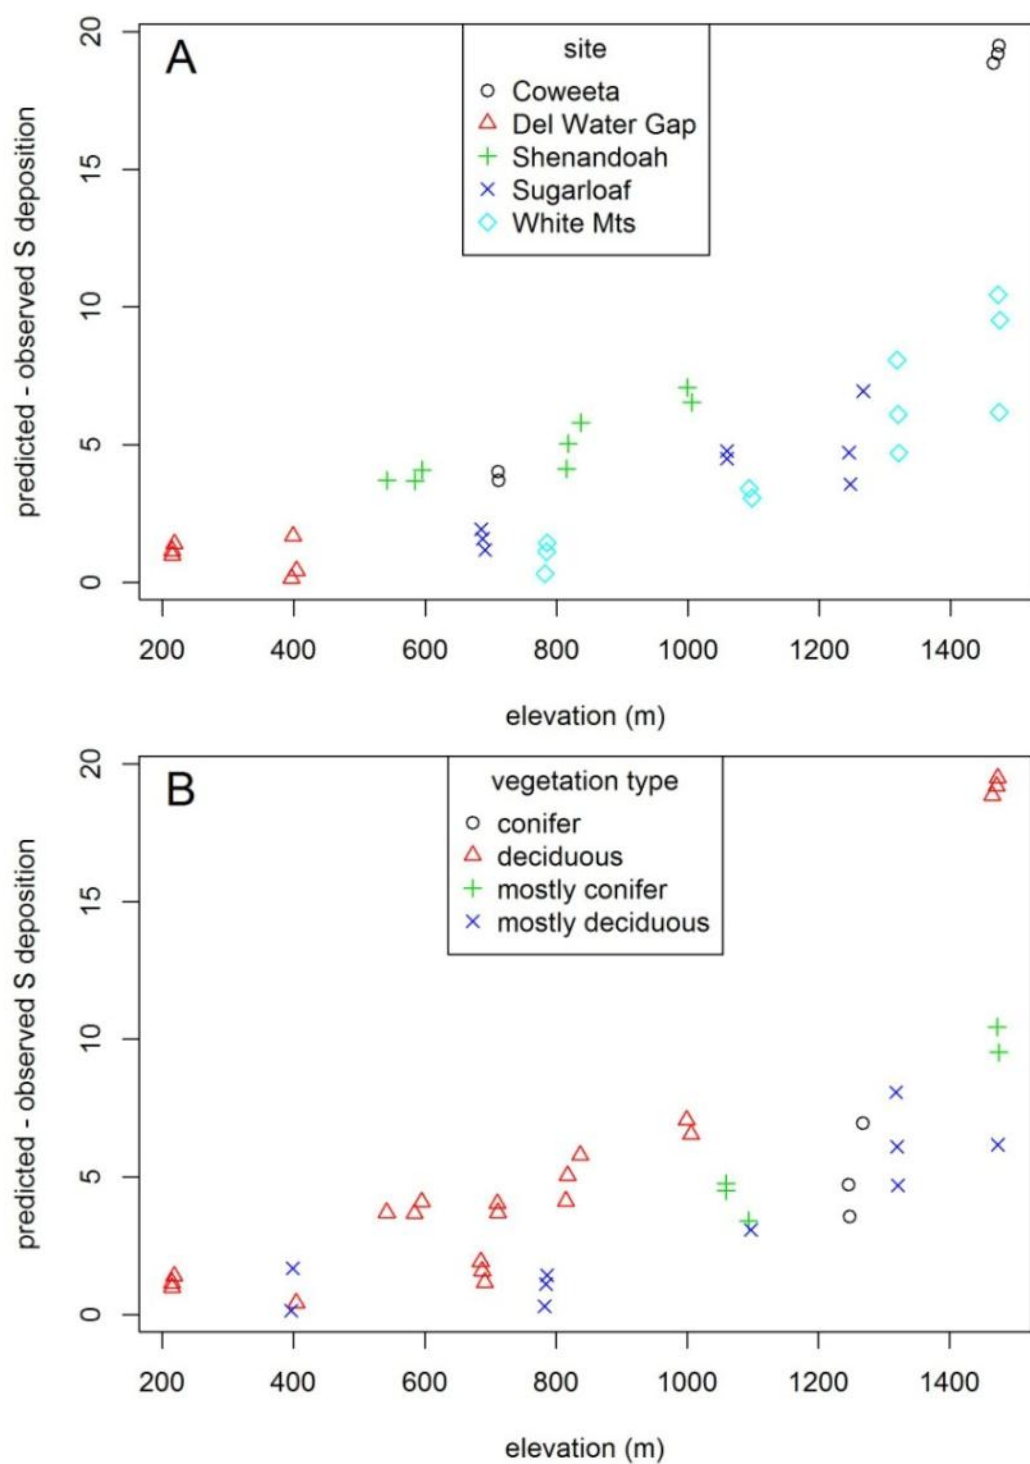 A
site
Coweeta
Del Water Gap
Shenandoah
Sugarloaf
White Mts
predicted - observed S deposition
20
15
10
5
0
200 400 600 800 1000 1200 1400
elevation (m)
B
vegetation type
conifer
deciduous
mostly conifer
mostly deciduous
predicted - observed S deposition
20
15
10
5
0
200 400 600 800 1000 1200 1400
elevation (m)